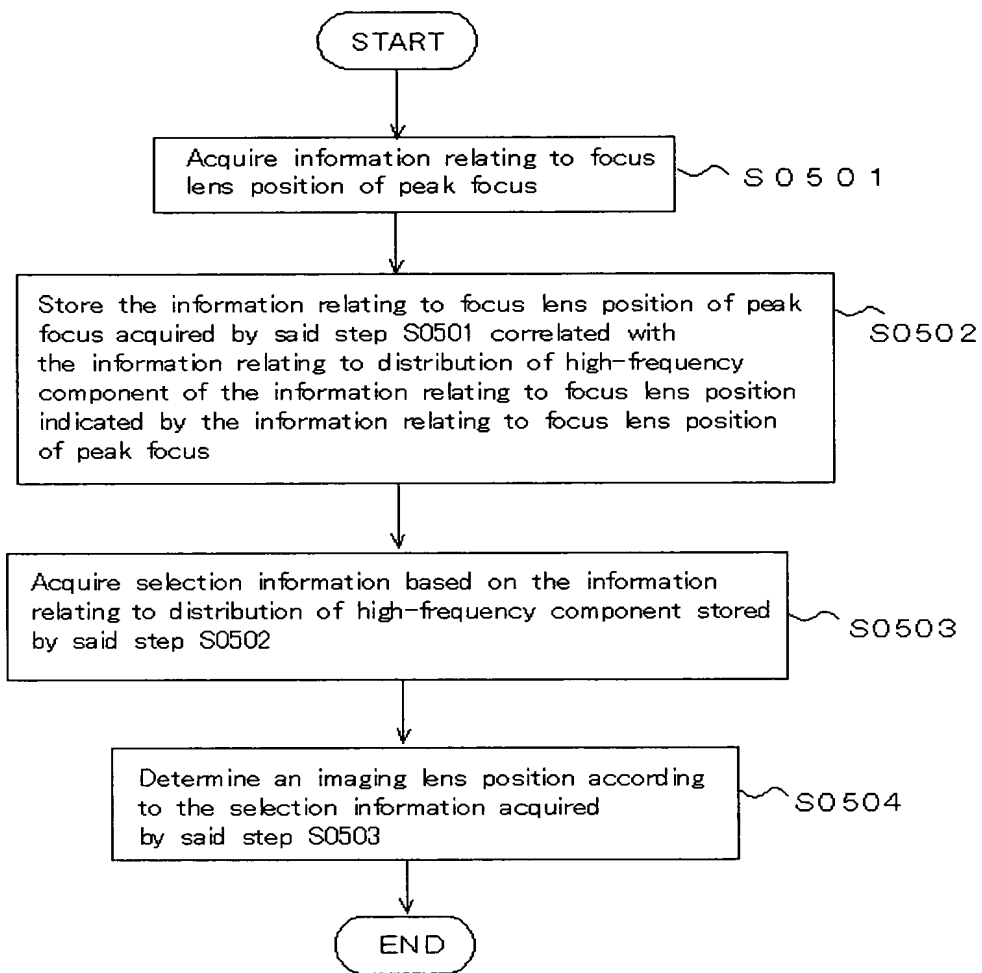 START
Acquire information relating to focus
lens position of peak focus
S0501
Store the information relating to focus lens position of peak
focus acquired by said step S0501 correlated with
the information relating to distribution of high-frequency
component of the information relating to focus lens position
indicated by the information relating to focus lens position
of peak focus
S0502
Acquire selection information based on the information
relating to distribution of high-frequency component stored
by said step S0502
S0503
Determine an imaging lens position according
to the selection information acquired
by said step S0503
S0504
END